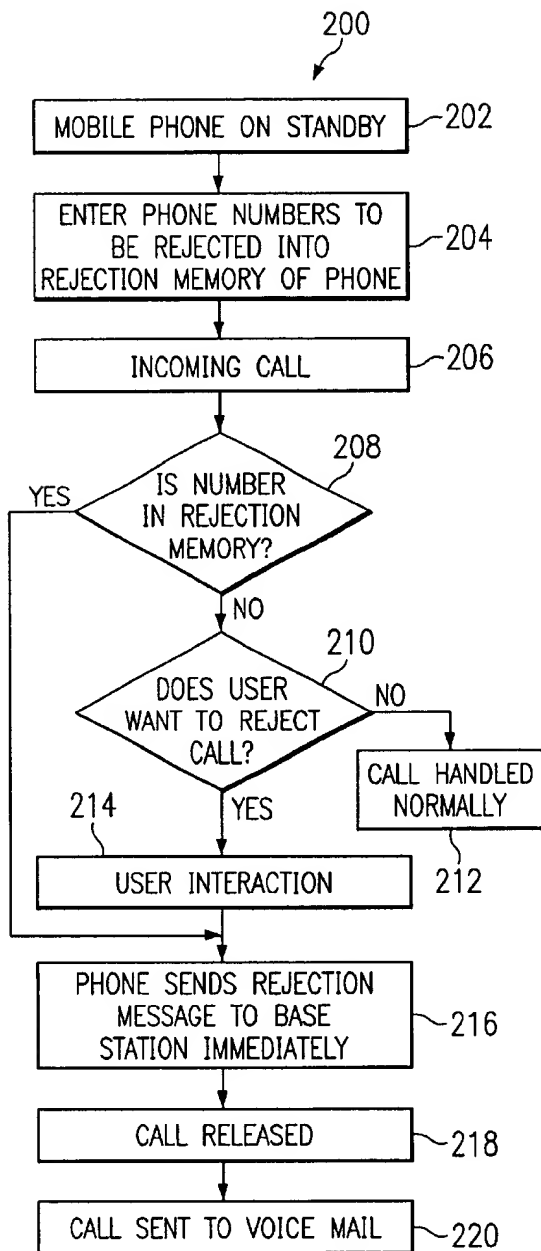 200
MOBILE PHONE ON STANDBY
202
ENTER PHONE NUMBERS TO
BE REJECTED INTO
REJECTION MEMORY OF PHONE
204
INCOMING CALL
206
208
YES
IS NUMBER
IN REJECTION
MEMORY?
NO
210
DOES USER
WANT TO REJECT
CALL?
NO
CALL HANDLED
NORMALLY
212
YES
214
USER INTERACTION
PHONE SENDS REJECTION
MESSAGE TO BASE
STATION IMMEDIATELY
216
CALL RELEASED
218
CALL SENT TO VOICE MAIL
220